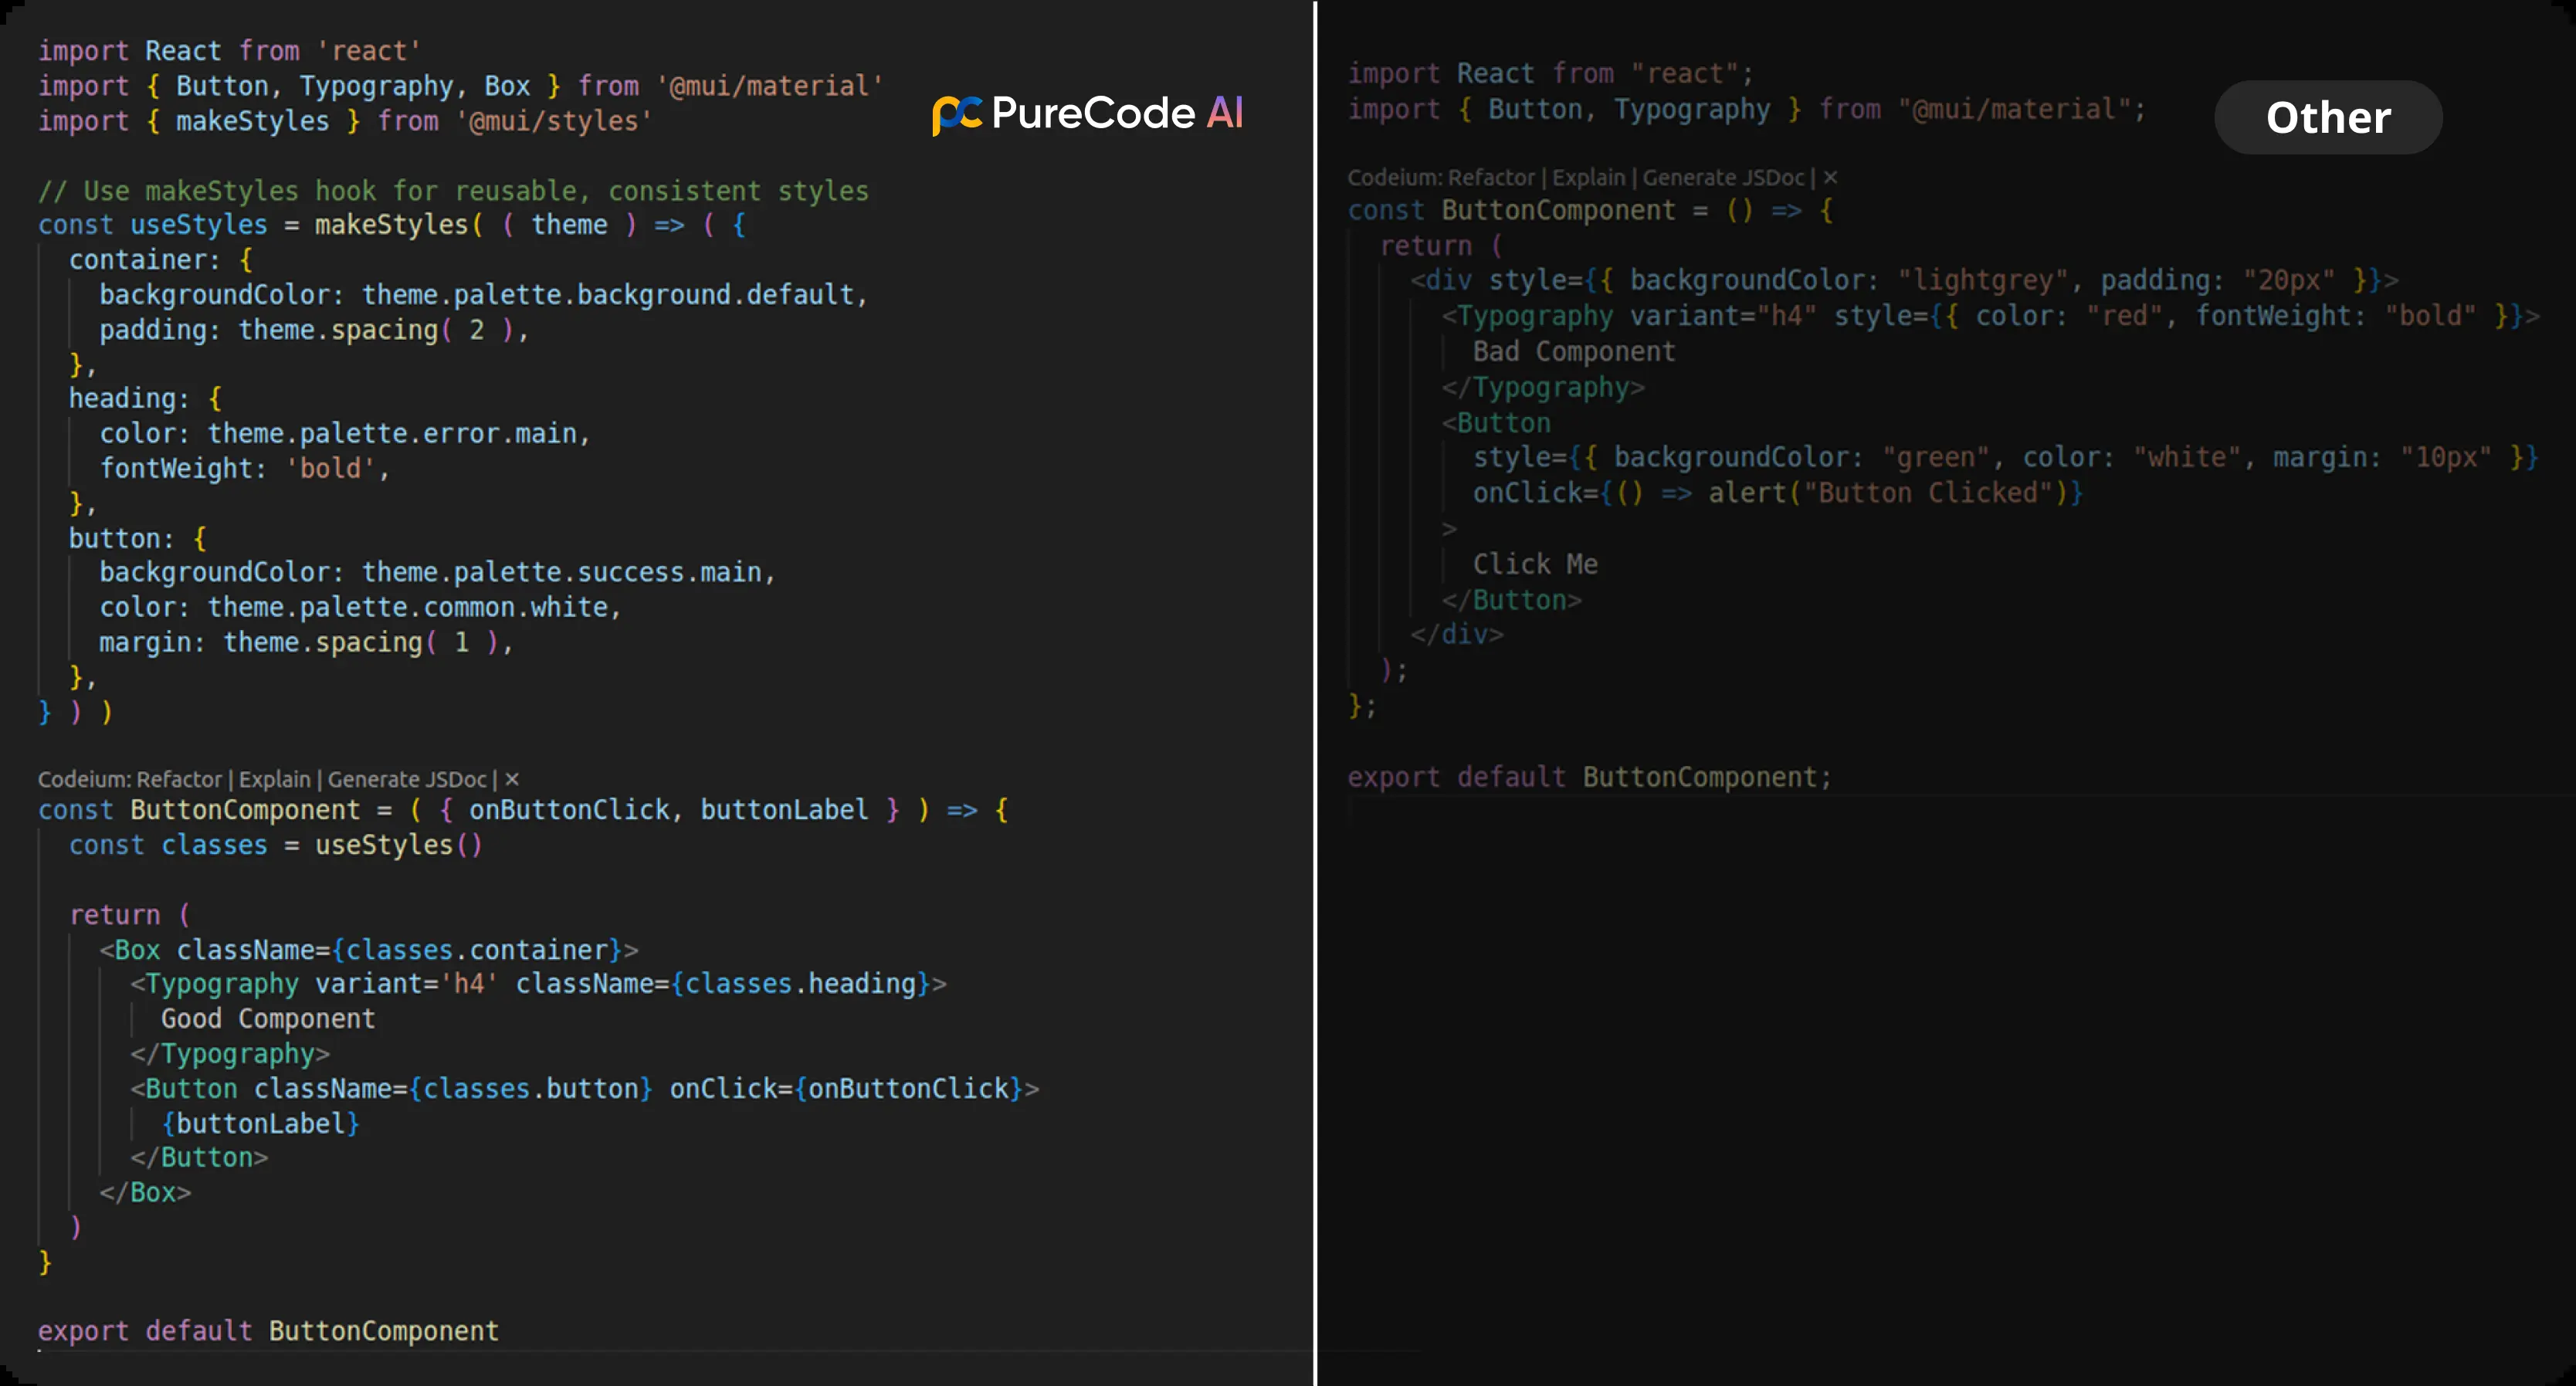 import React from 'react'
import { Button, Typography, Box } from '@mui/material'
import { makeStyles } from '@mui/styles'
PureCode AI
// Use makeStyles hook for reusable, consistent styles
const useStyles = makeStyles( ( theme ) => ( {
  container: {
    backgroundColor: theme.palette.background.default,
    padding: theme.spacing( 2 ),
  },
  heading: {
    color: theme.palette.error.main,
    fontWeight: 'bold',
  },
  button: {
    backgroundColor: theme.palette.success.main,
    color: theme.palette.common.white,
    margin: theme.spacing( 1 ),
  },
} ) )
Codeium: Refactor | Explain | Generate JSDoc | ✕
const ButtonComponent = ( { onButtonClick, buttonLabel } ) => {
  const classes = useStyles()
  return (
    <Box className={classes.container}>
      <Typography variant='h4' className={classes.heading}>
        Good Component
      </Typography>
      <Button className={classes.button} onClick={onButtonClick}>
        {buttonLabel}
      </Button>
    </Box>
  )
}
export default ButtonComponent
import React from "react";
import { Button, Typography } from "@mui/material";
Other
Codeium: Refactor | Explain | Generate JSDoc | ✕
const ButtonComponent = () => {
  return (
    <div style={{ backgroundColor: "lightgrey", padding: "20px" }}>
      <Typography variant="h4" style={{ color: "red", fontWeight: "bold" }}>
        Bad Component
      </Typography>
      <Button
        style={{ backgroundColor: "green", color: "white", margin: "10px" }}
        onClick={() => alert("Button Clicked")}
      >
        Click Me
      </Button>
    </div>
  );
};
export default ButtonComponent;